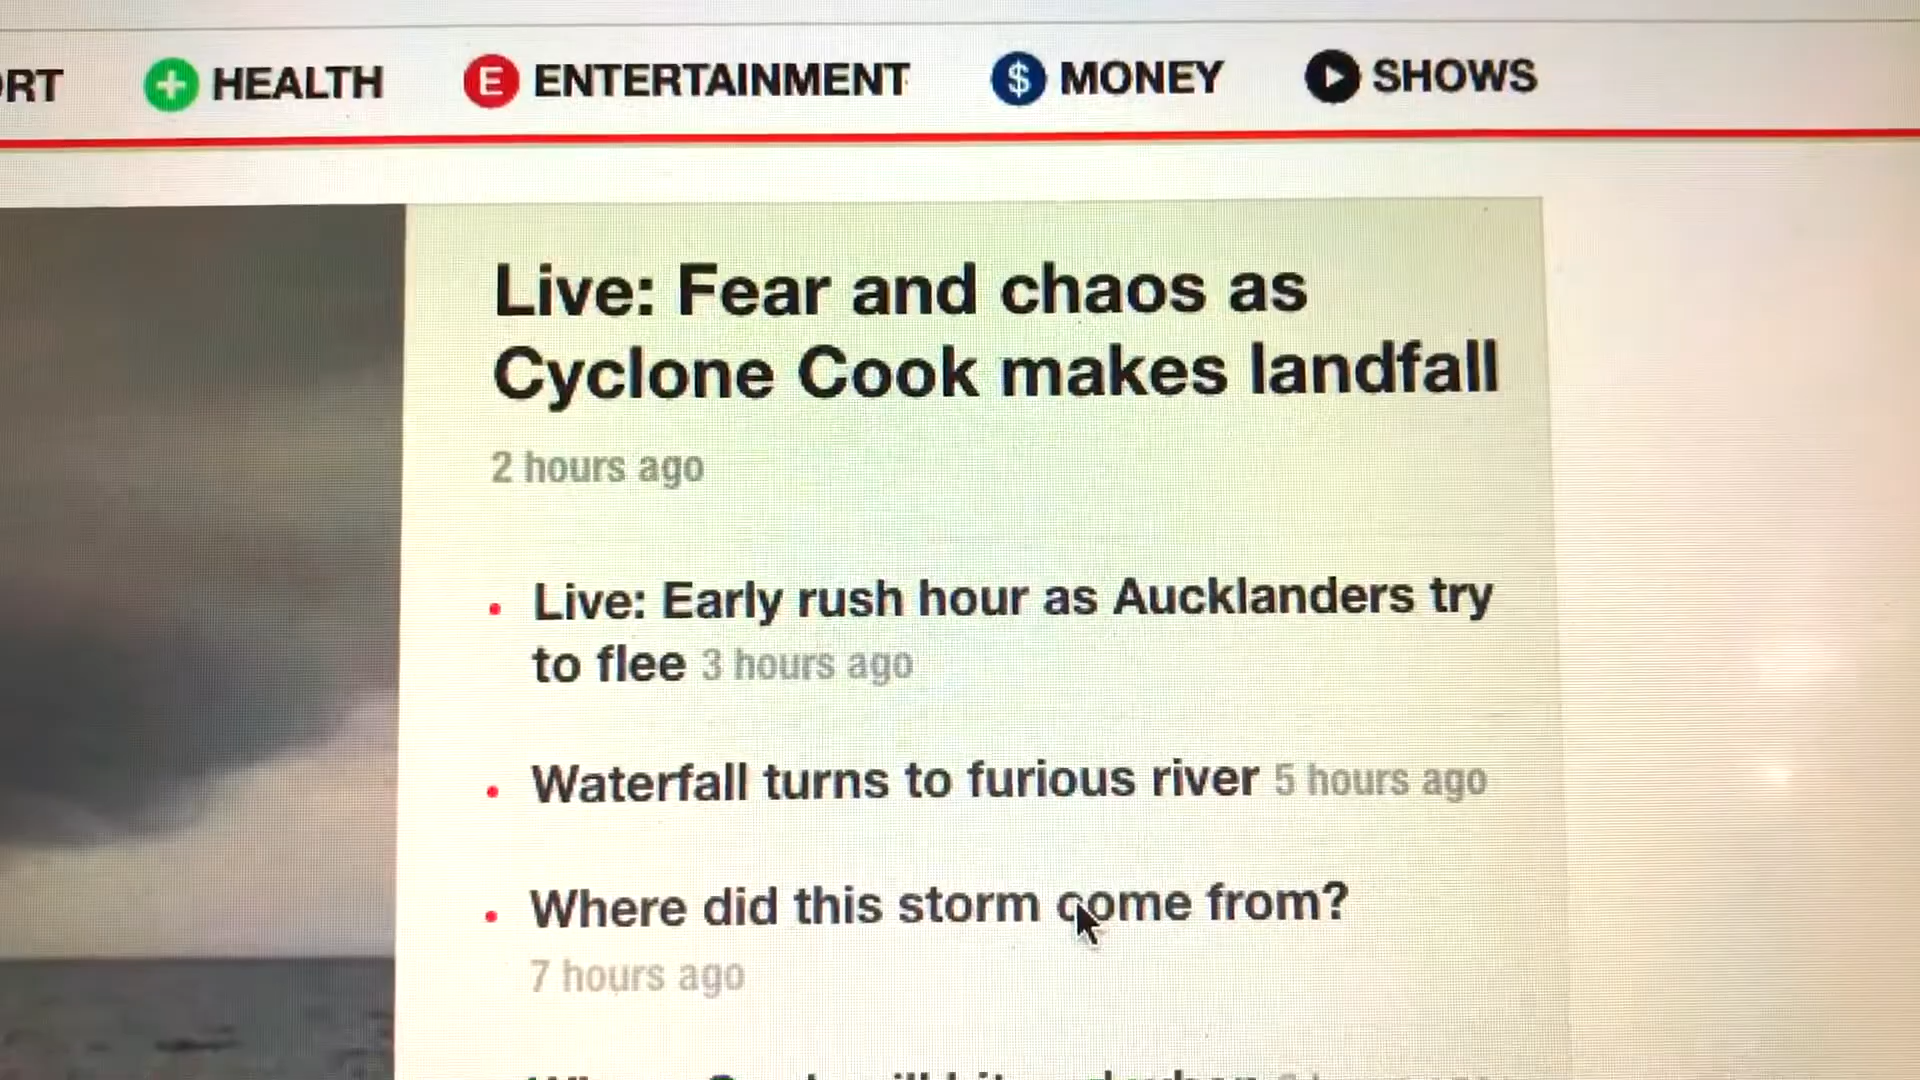 HEALTH E ENTERTAINMENT $ MONEY SHOWS
Live: Fear and chaos as
Cyclone Cook makes landfall
2 hours ago
Live: Early rush hour as Aucklanders try
to flee 3 hours ago
Waterfall turns to furious river 5 hours ago
Where did this storm come from?
7 hours ago